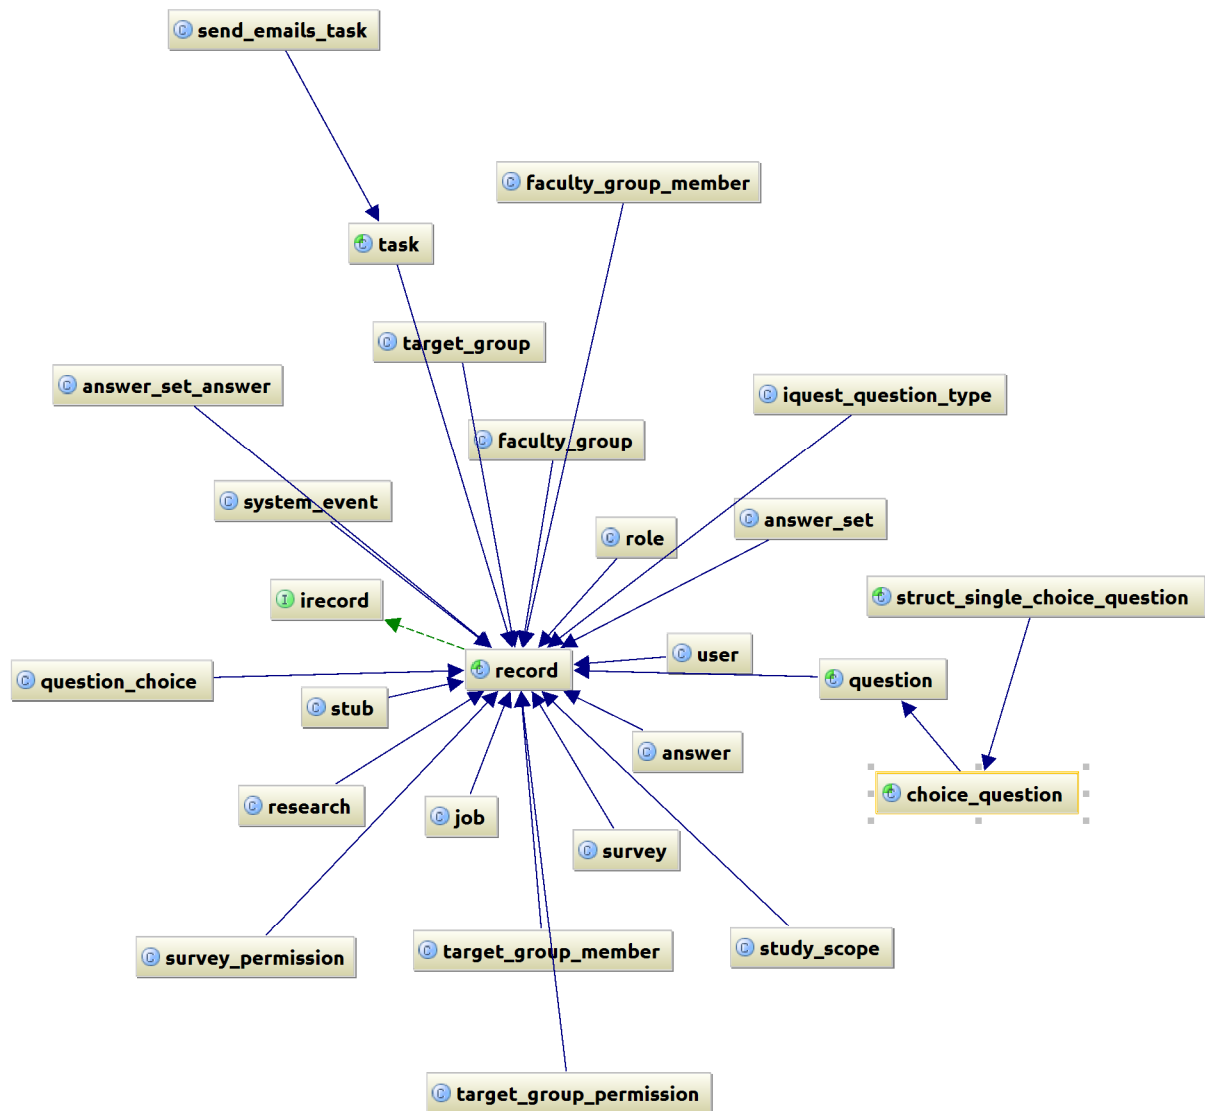 send_emails_task
faculty_group_member
task
target_group
answer_set_answer
iquest_question_type
faculty_group
system_event
answer_set
role
irecord
struct_single_choice_question
user
record
question_choice
question
stub
answer
choice_question
research
job
survey
study_scope
target_group_member
survey_permission
target_group_permission